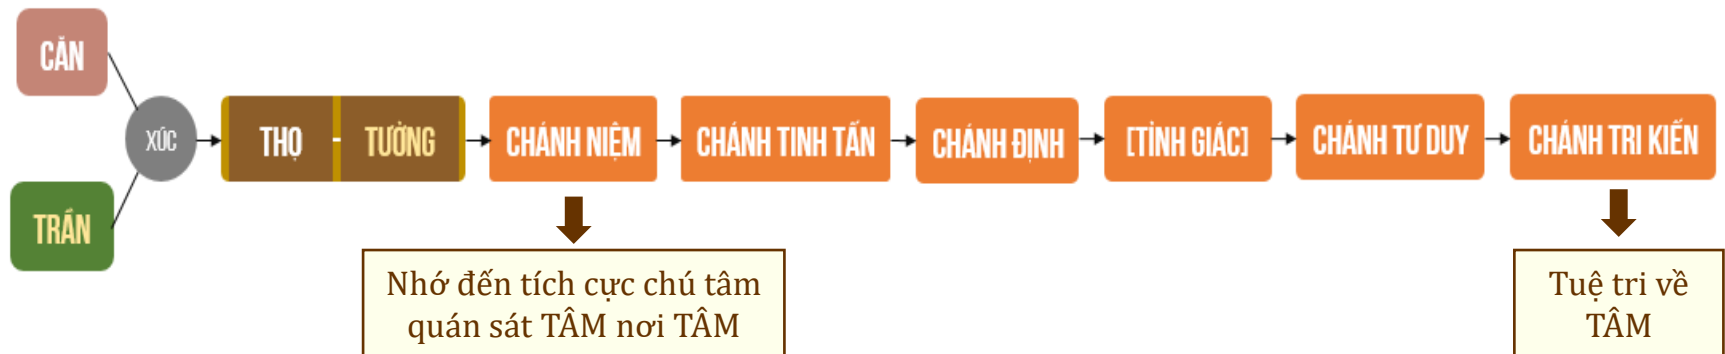 CĂN
TRẦN
XÚC
THỌ - TƯỞNG
CHÁNH NIỆM
CHÁNH TINH TẤN
CHÁNH ĐỊNH
[TỈNH GIÁC]
CHÁNH TƯ DUY
CHÁNH TRI KIẾN
Nhớ đến tích cực chú tâm
quán sát TÂM nơi TÂM
Tuệ tri về
TÂM